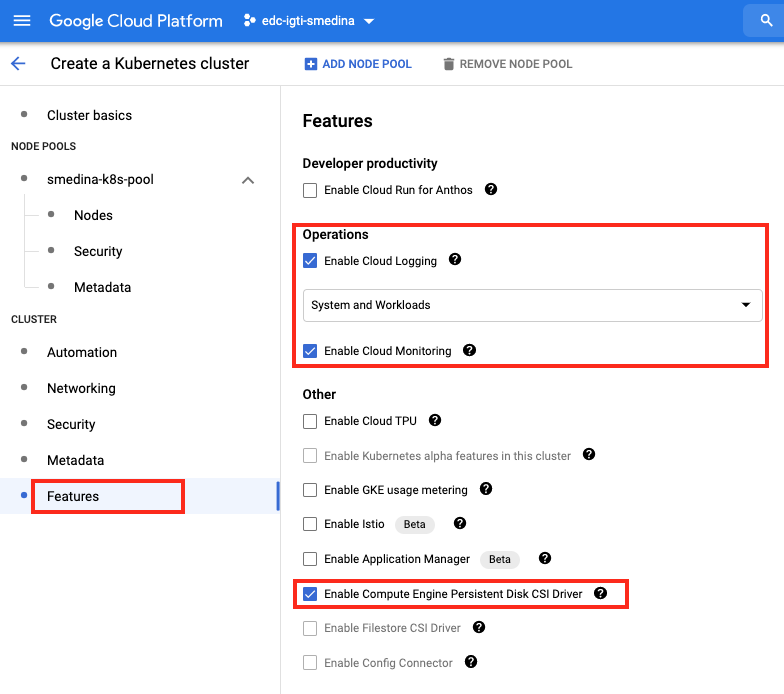 Google Cloud Platform edc-igti-smedina
Create a Kubernetes cluster ADD NODE POOL REMOVE NODE POOL
Cluster basics
NODE POOLS
smedina-k8s-pool
Nodes
Security
Metadata
CLUSTER
Automation
Networking
Security
Metadata
Features
Features
Developer productivity
Enable Cloud Run for Anthos ?
Operations
Enable Cloud Logging ?
System and Workloads
Enable Cloud Monitoring ?
Other
Enable Cloud TPU ?
Enable Kubernetes alpha features in this cluster ?
Enable GKE usage metering ?
Enable Istio Beta ?
Enable Application Manager Beta ?
Enable Compute Engine Persistent Disk CSI Driver ?
Enable Filestore CSI Driver ?
Enable Config Connector ?